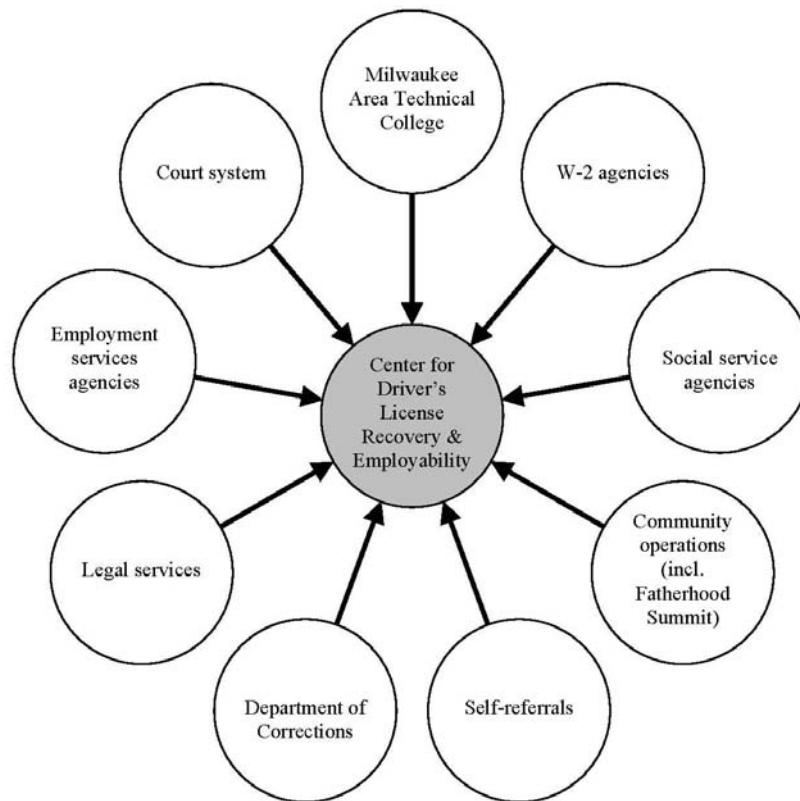 Milwaukee
Area Technical
College
Court system
W-2 agencies
Employment
services
agencies
Center for
Driver's
License
Recovery &
Employability
Social service
agencies
Legal services
Community
operations
(incl.
Fatherhood
Summit)
Department of
Corrections
Self-referrals